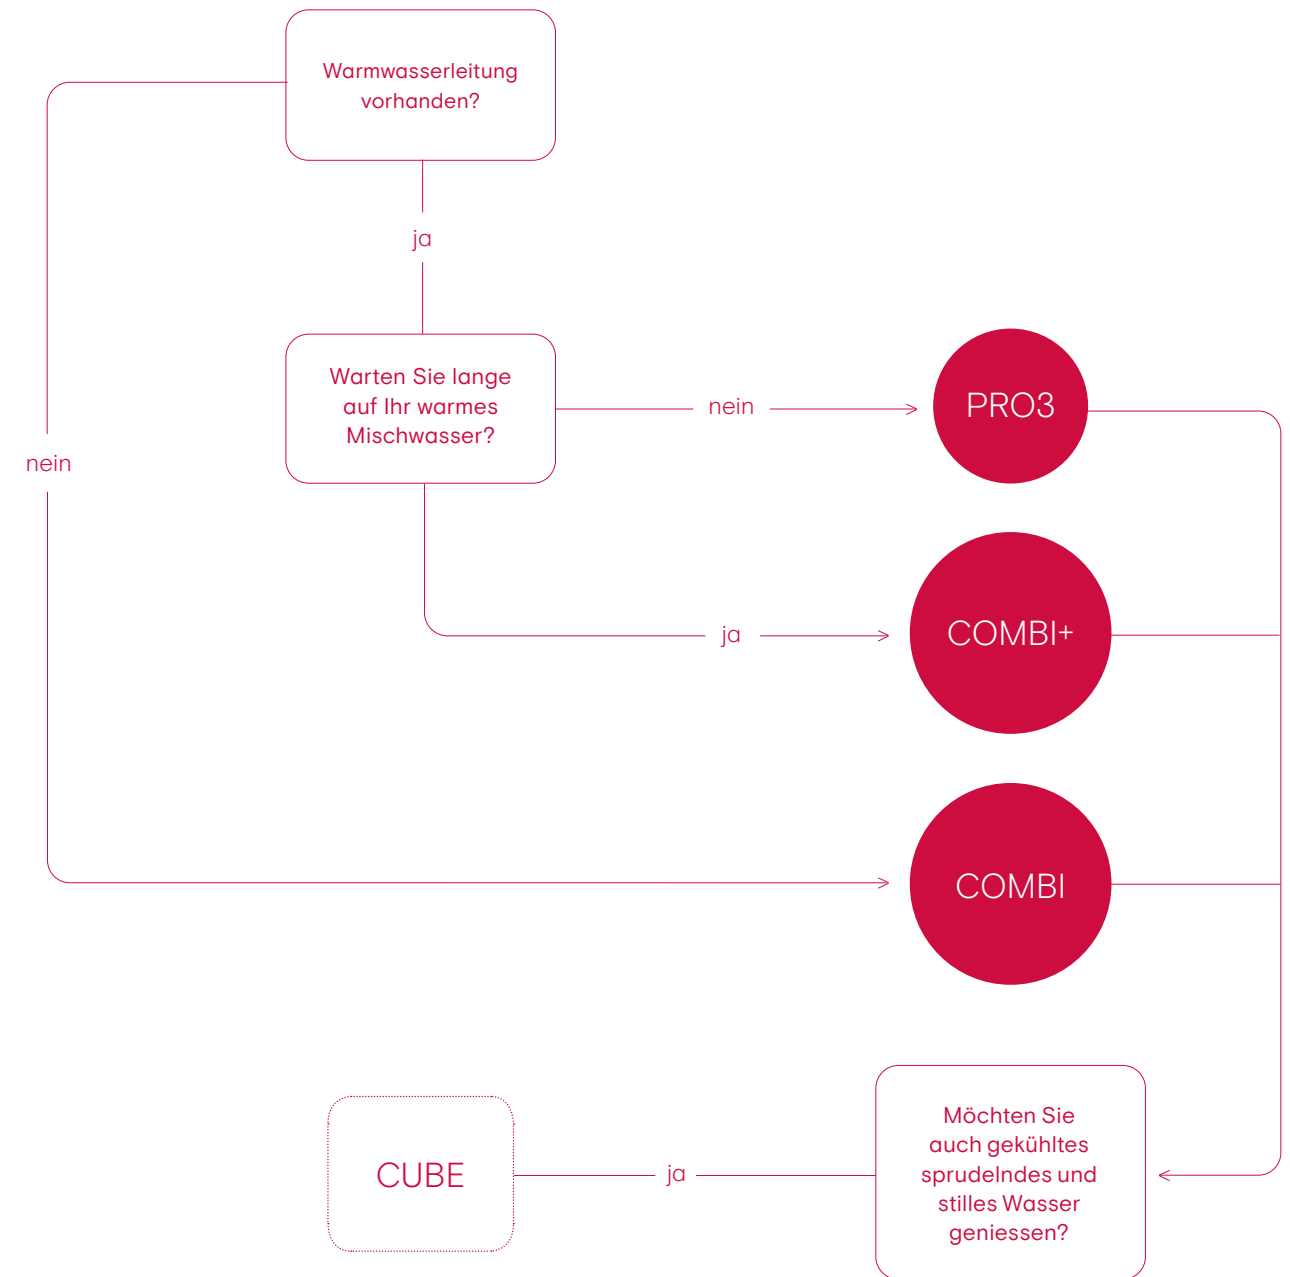 Warmwasserleitung
vorhanden?
ja
Warten Sie lange
auf Ihr warmes
Mischwasser?
nein
PRO3
nein
ja
COMBI+
COMBI
Möchten Sie
auch gekühltes
sprudelndes und
stilles Wasser
geniessen?
ja
CUBE